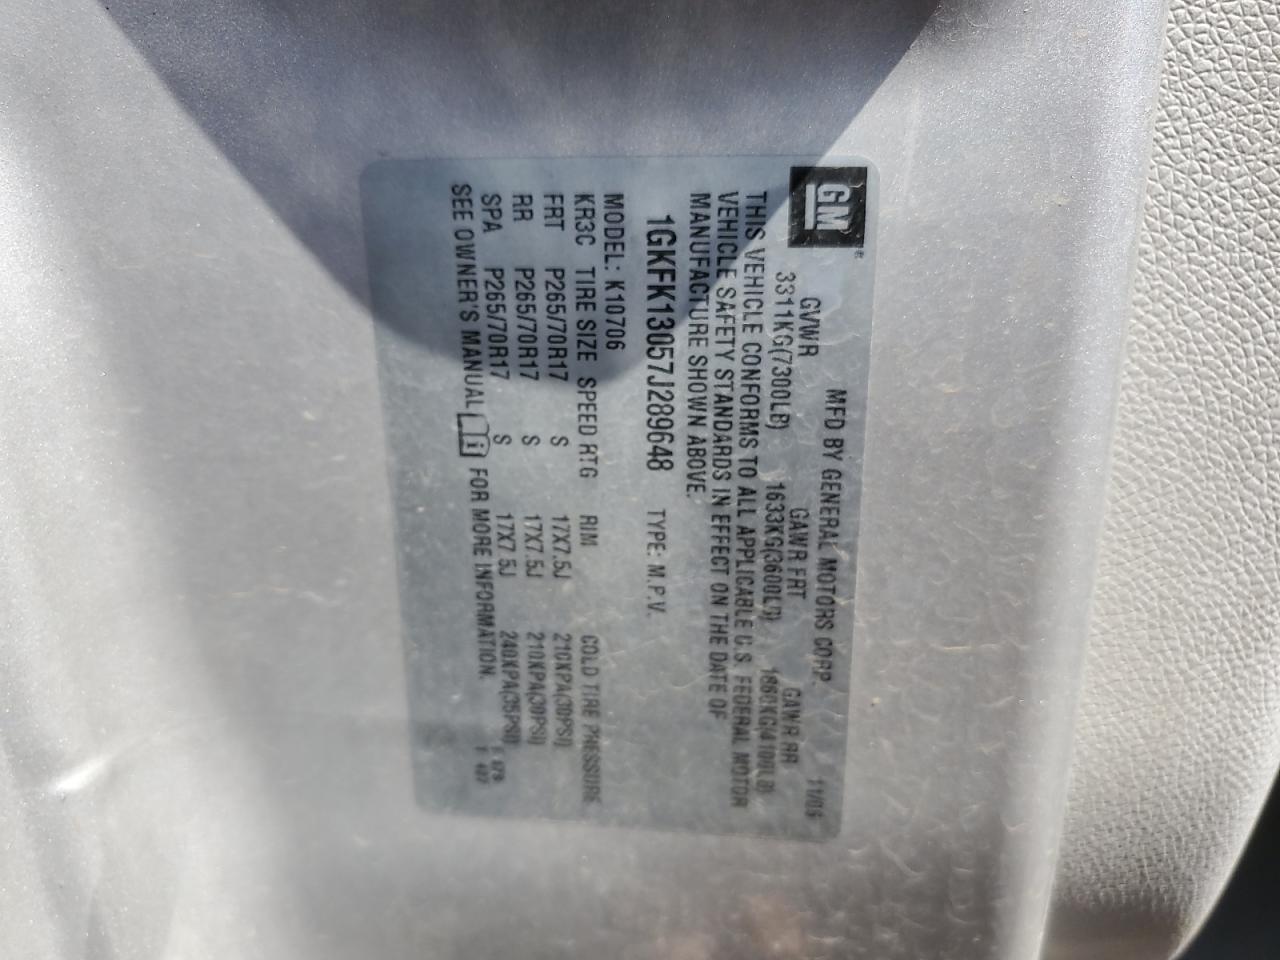 GM®
MFD BY GENERAL MOTORS CORP. 11/06
GVWR GAWR FRT GAWR RR
3311KG(7300LB) 1633KG(3600LB) 1860KG(4100LB)
THIS VEHICLE CONFORMS TO ALL APPLICABLE U.S. FEDERAL MOTOR
VEHICLE SAFETY STANDARDS IN EFFECT ON THE DATE OF
MANUFACTURE SHOWN ABOVE.
1GKFK13057J289648 TYPE: M.P.V.
MODEL: K10706
KR3C TIRE SIZE SPEED RTG RIM COLD TIRE PRESSURE
FRT P265/70R17 S 17X7.5J 210KPA(30PSI)
RR P265/70R17 S 17X7.5J 210KPA(30PSI)
SPA P265/70R17 S 17X7.5J 240KPA(35PSI)
SEE OWNER'S MANUAL i FOR MORE INFORMATION.